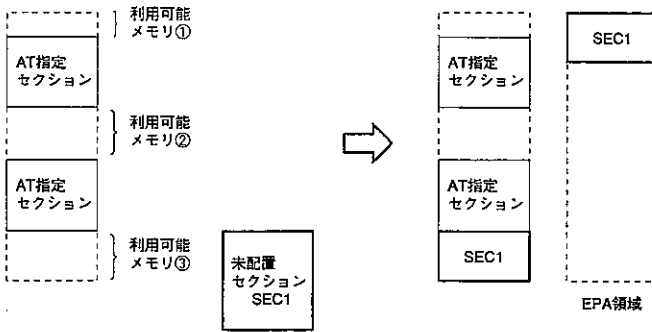 利用可能
メモリ①
AT指定
セクション
利用可能
メモリ②
AT指定
セクション
利用可能
メモリ③
未配置
セクション
SEC1
AT指定
セクション
AT指定
セクション
SEC1
SEC1
EPA領域